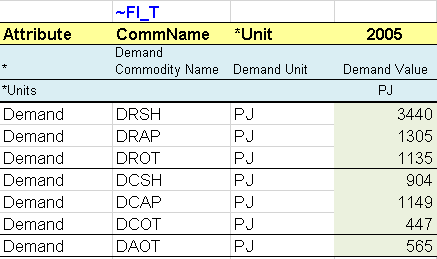 ~FI_T
Attribute CommName *Unit 2005
Demand
* Commodity Name Demand Unit Demand Value
*Units PJ
Demand DRSH PJ 3440
Demand DRAP PJ 1305
Demand DROT PJ 1135
Demand DCSH PJ 904
Demand DCAP PJ 1149
Demand DCOT PJ 447
Demand DAOT PJ 565